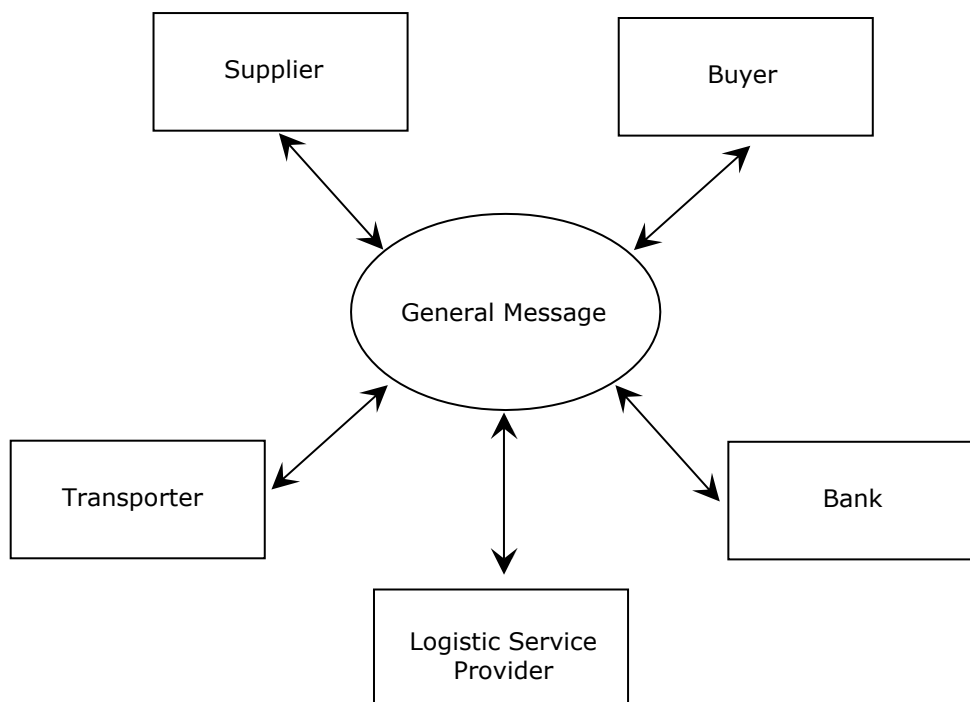 Supplier
Buyer
General Message
Transporter
Bank
Logistic Service
Provider